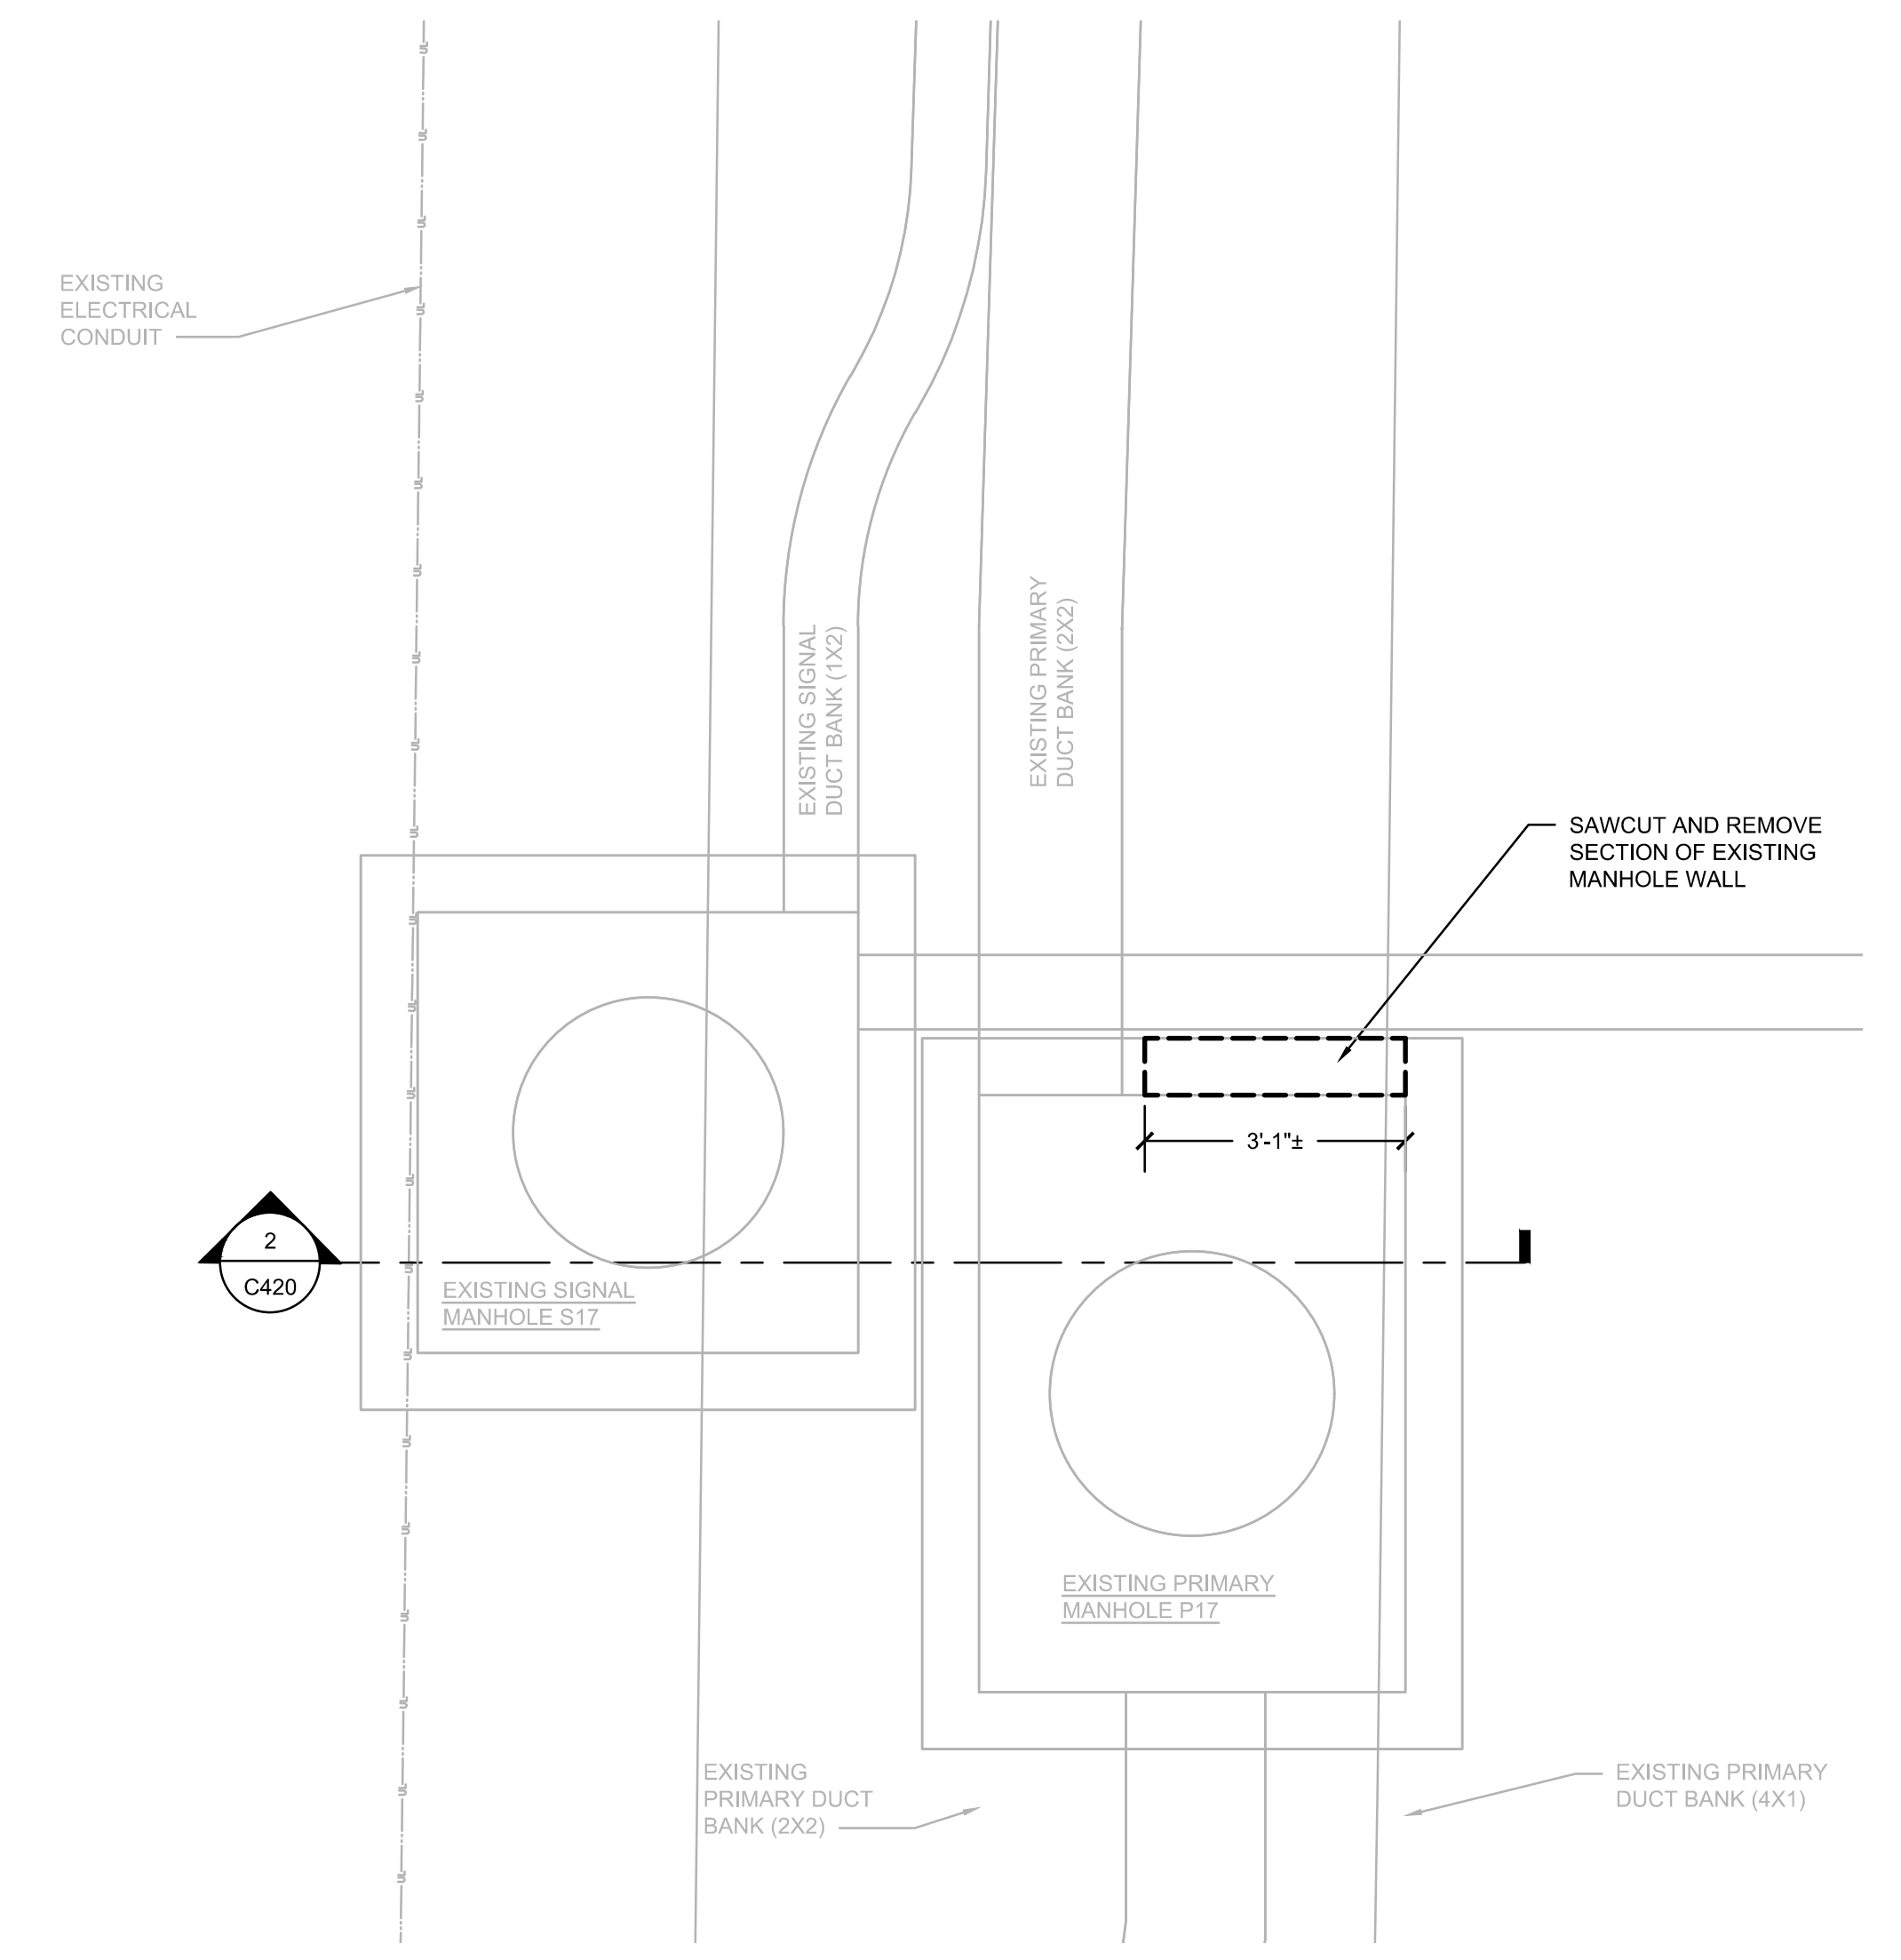 EXISTING
ELECTRICAL
CONDUIT
EXISTING SIGNAL
DUCT BANK (1X2)
EXISTING PRIMARY
DUCT BANK (2X2)
SAWCUT AND REMOVE
SECTION OF EXISTING
MANHOLE WALL
3'-1"±
2
C420
EXISTING SIGNAL
MANHOLE S17
EXISTING PRIMARY
MANHOLE P17
EXISTING
PRIMARY DUCT
BANK (2X2)
EXISTING PRIMARY
DUCT BANK (4X1)